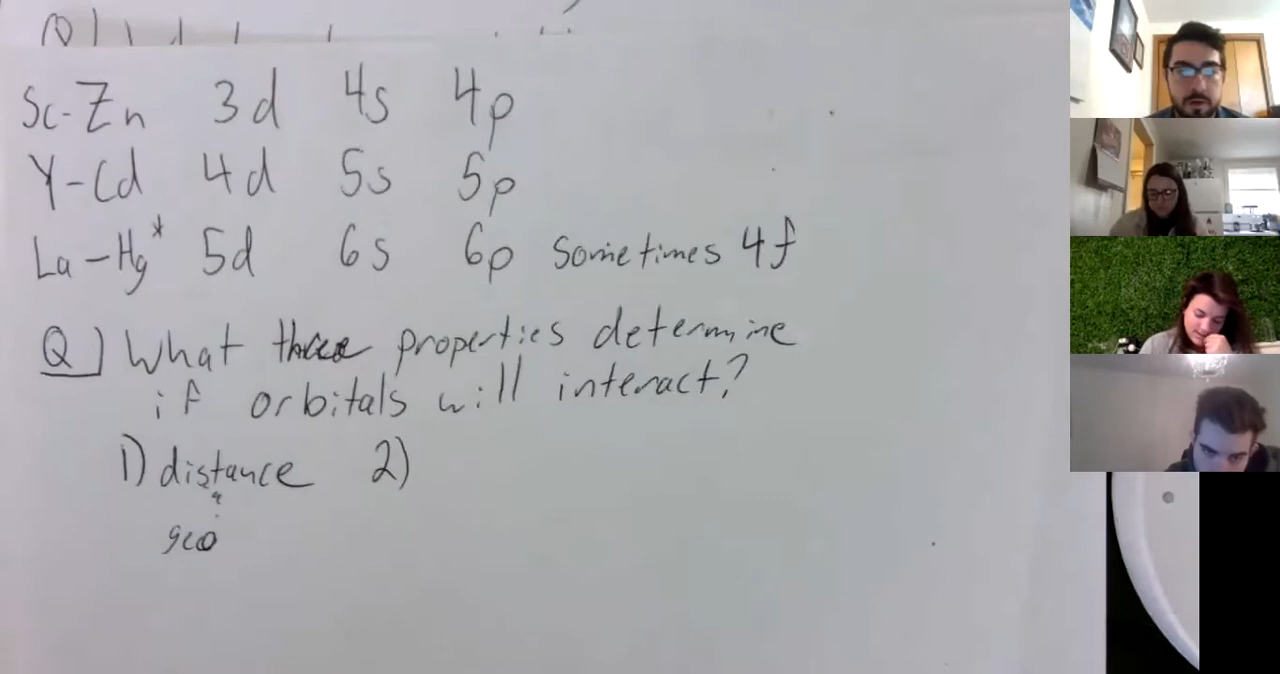 Sc-Zn 3d 4s 4p
Y-Cd 4d 5s 5p
La-Hg* 5d 6s 6p sometimes 4f
Q] What three properties determine
if orbitals will interact?
1) distance 2)
geo